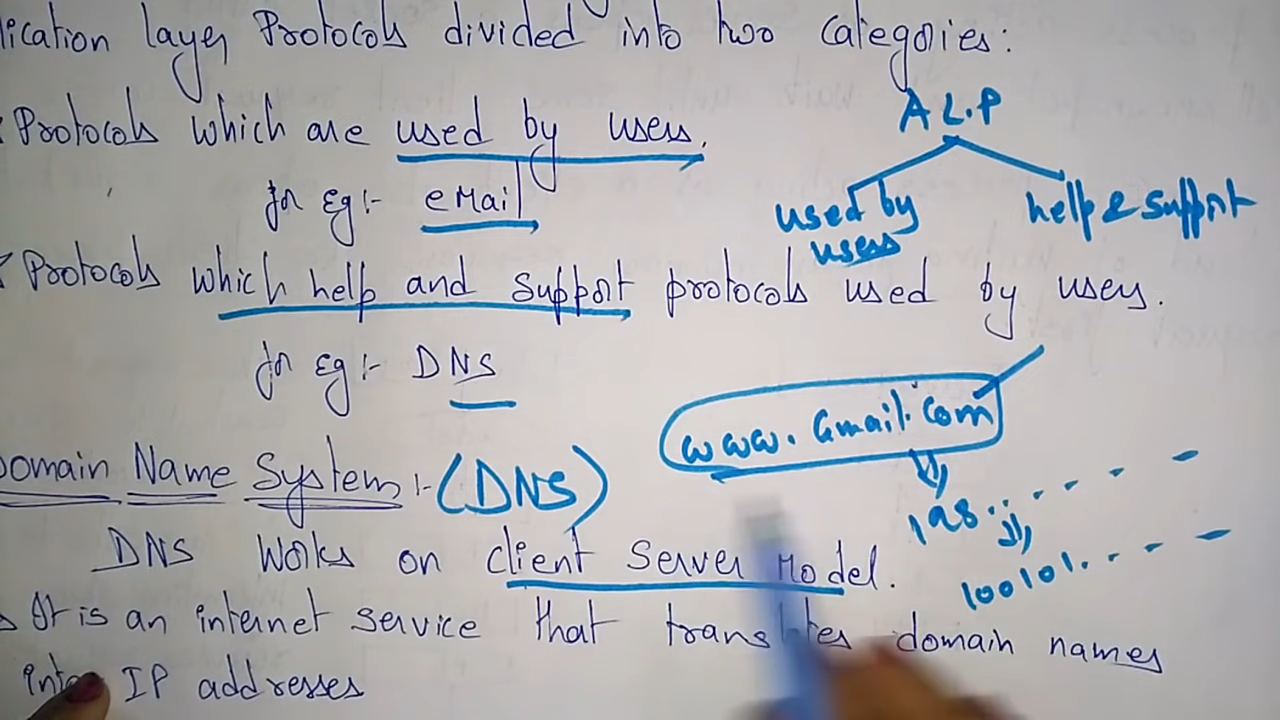 lication layer Protocols divided into two categories:
Protocols which are used by users.
for eg:- eMail
Protocols which help and support protocols used by users.
for eg:- DNS
A L.P
used by
users
help & support
www.Gmail.com
198.. - - - -
100101. - - -
omain Name System:- (DNS)
DNS works on client server Model.
It is an internet service that translates domain names
into IP addresses